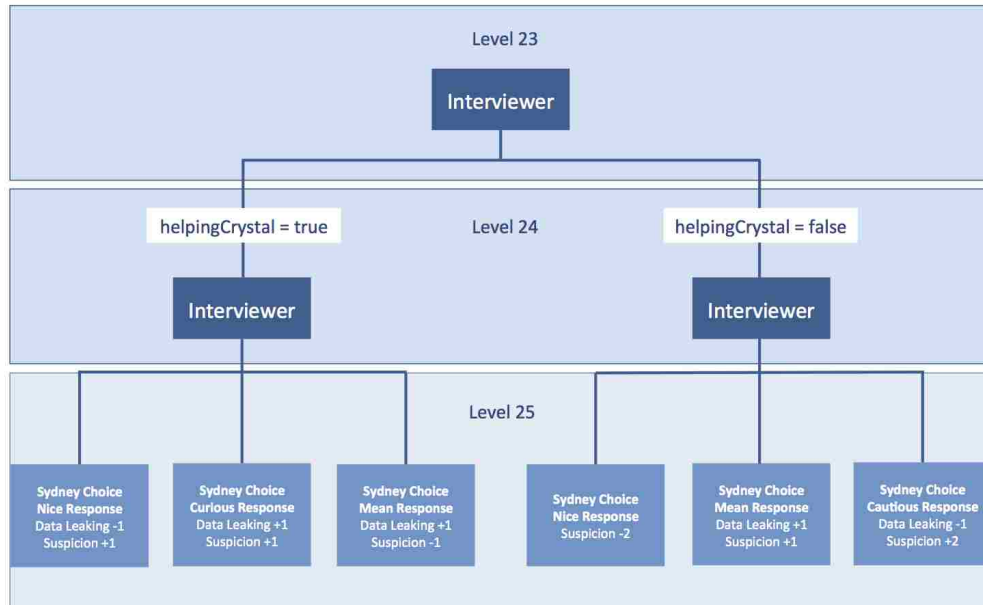 Level 23
Interviewer
helpingCrystal = true
Level 24
helpingCrystal = false
Interviewer
Interviewer
Level 25
Sydney Choice
Nice Response
Data Leaking -1
Suspicion +1
Sydney Choice
Curious Response
Data Leaking +1
Suspicion +1
Sydney Choice
Mean Response
Data Leaking +1
Suspicion -1
Sydney Choice
Nice Response
Suspicion -2
Sydney Choice
Mean Response
Data Leaking +1
Suspicion +1
Sydney Choice
Cautious Response
Data Leaking -1
Suspicion +2